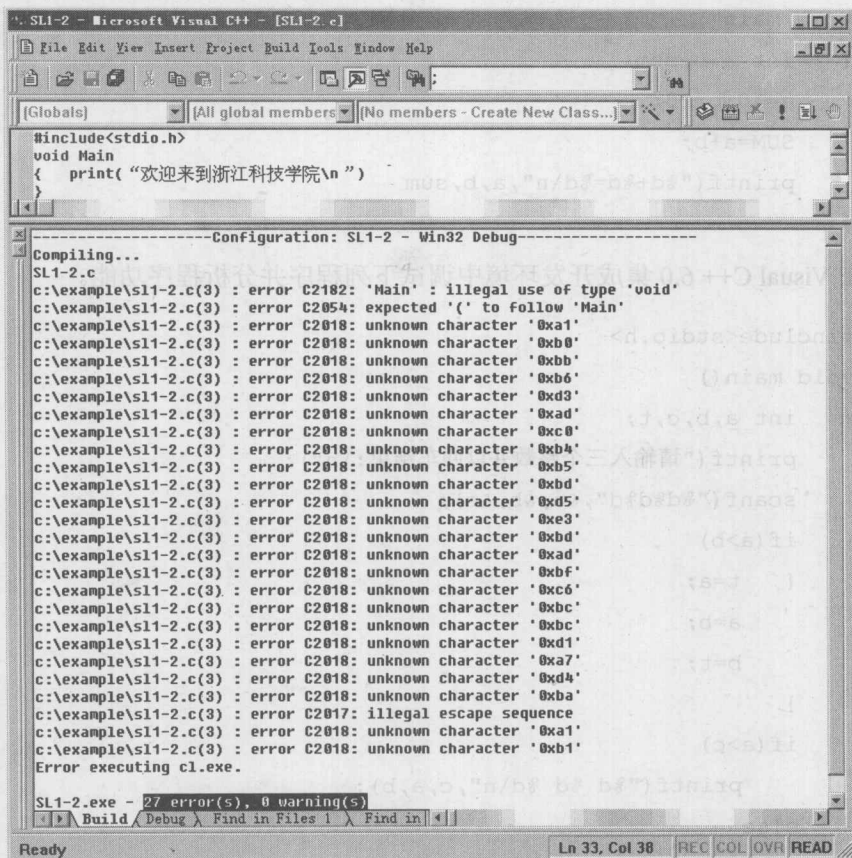 SL1-2 - Microsoft Visual C++ - [SL1-2.c]
File Edit View Insert Project Build Tools Window Help
;
(Globals) (All global members (No members - Create New Class...)
#include<stdio.h>
void Main
{ print(“欢迎来到浙江科技学院\n ”)
}
--------------------Configuration: SL1-2 - Win32 Debug--------------------
Compiling...
SL1-2.c
c:\example\sl1-2.c(3) : error C2182: 'Main' : illegal use of type 'void'
c:\example\sl1-2.c(3) : error C2054: expected '(' to follow 'Main'
c:\example\sl1-2.c(3) : error C2018: unknown character '0xa1'
c:\example\sl1-2.c(3) : error C2018: unknown character '0xb0'
c:\example\sl1-2.c(3) : error C2018: unknown character '0xbb'
c:\example\sl1-2.c(3) : error C2018: unknown character '0xb6'
c:\example\sl1-2.c(3) : error C2018: unknown character '0xd3'
c:\example\sl1-2.c(3) : error C2018: unknown character '0xad'
c:\example\sl1-2.c(3) : error C2018: unknown character '0xc0'
c:\example\sl1-2.c(3) : error C2018: unknown character '0xb4'
c:\example\sl1-2.c(3) : error C2018: unknown character '0xb5'
c:\example\sl1-2.c(3) : error C2018: unknown character '0xbd'
c:\example\sl1-2.c(3) : error C2018: unknown character '0xd5'
c:\example\sl1-2.c(3) : error C2018: unknown character '0xe3'
c:\example\sl1-2.c(3) : error C2018: unknown character '0xbd'
c:\example\sl1-2.c(3) : error C2018: unknown character '0xad'
c:\example\sl1-2.c(3) : error C2018: unknown character '0xbf'
c:\example\sl1-2.c(3) : error C2018: unknown character '0xc6'
c:\example\sl1-2.c(3) : error C2018: unknown character '0xbc'
c:\example\sl1-2.c(3) : error C2018: unknown character '0xbc'
c:\example\sl1-2.c(3) : error C2018: unknown character '0xd1'
c:\example\sl1-2.c(3) : error C2018: unknown character '0xa7'
c:\example\sl1-2.c(3) : error C2018: unknown character '0xd4'
c:\example\sl1-2.c(3) : error C2018: unknown character '0xba'
c:\example\sl1-2.c(3) : error C2017: illegal escape sequence
c:\example\sl1-2.c(3) : error C2018: unknown character '0xa1'
c:\example\sl1-2.c(3) : error C2018: unknown character '0xb1'
Error executing cl.exe.
SL1-2.exe - 27 error(s), 0 warning(s)
Build Debug Find in Files 1 Find in
Ready Ln 33, Col 38 REC COL OVR READ